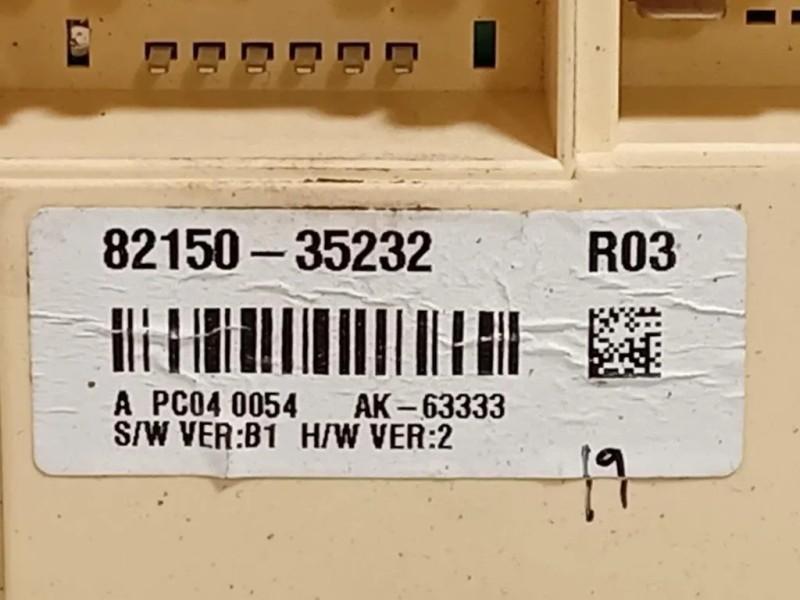 82150-35232 R03
A PC04 0054 AK-63333
S/W VER:B1 H/W VER:2
19